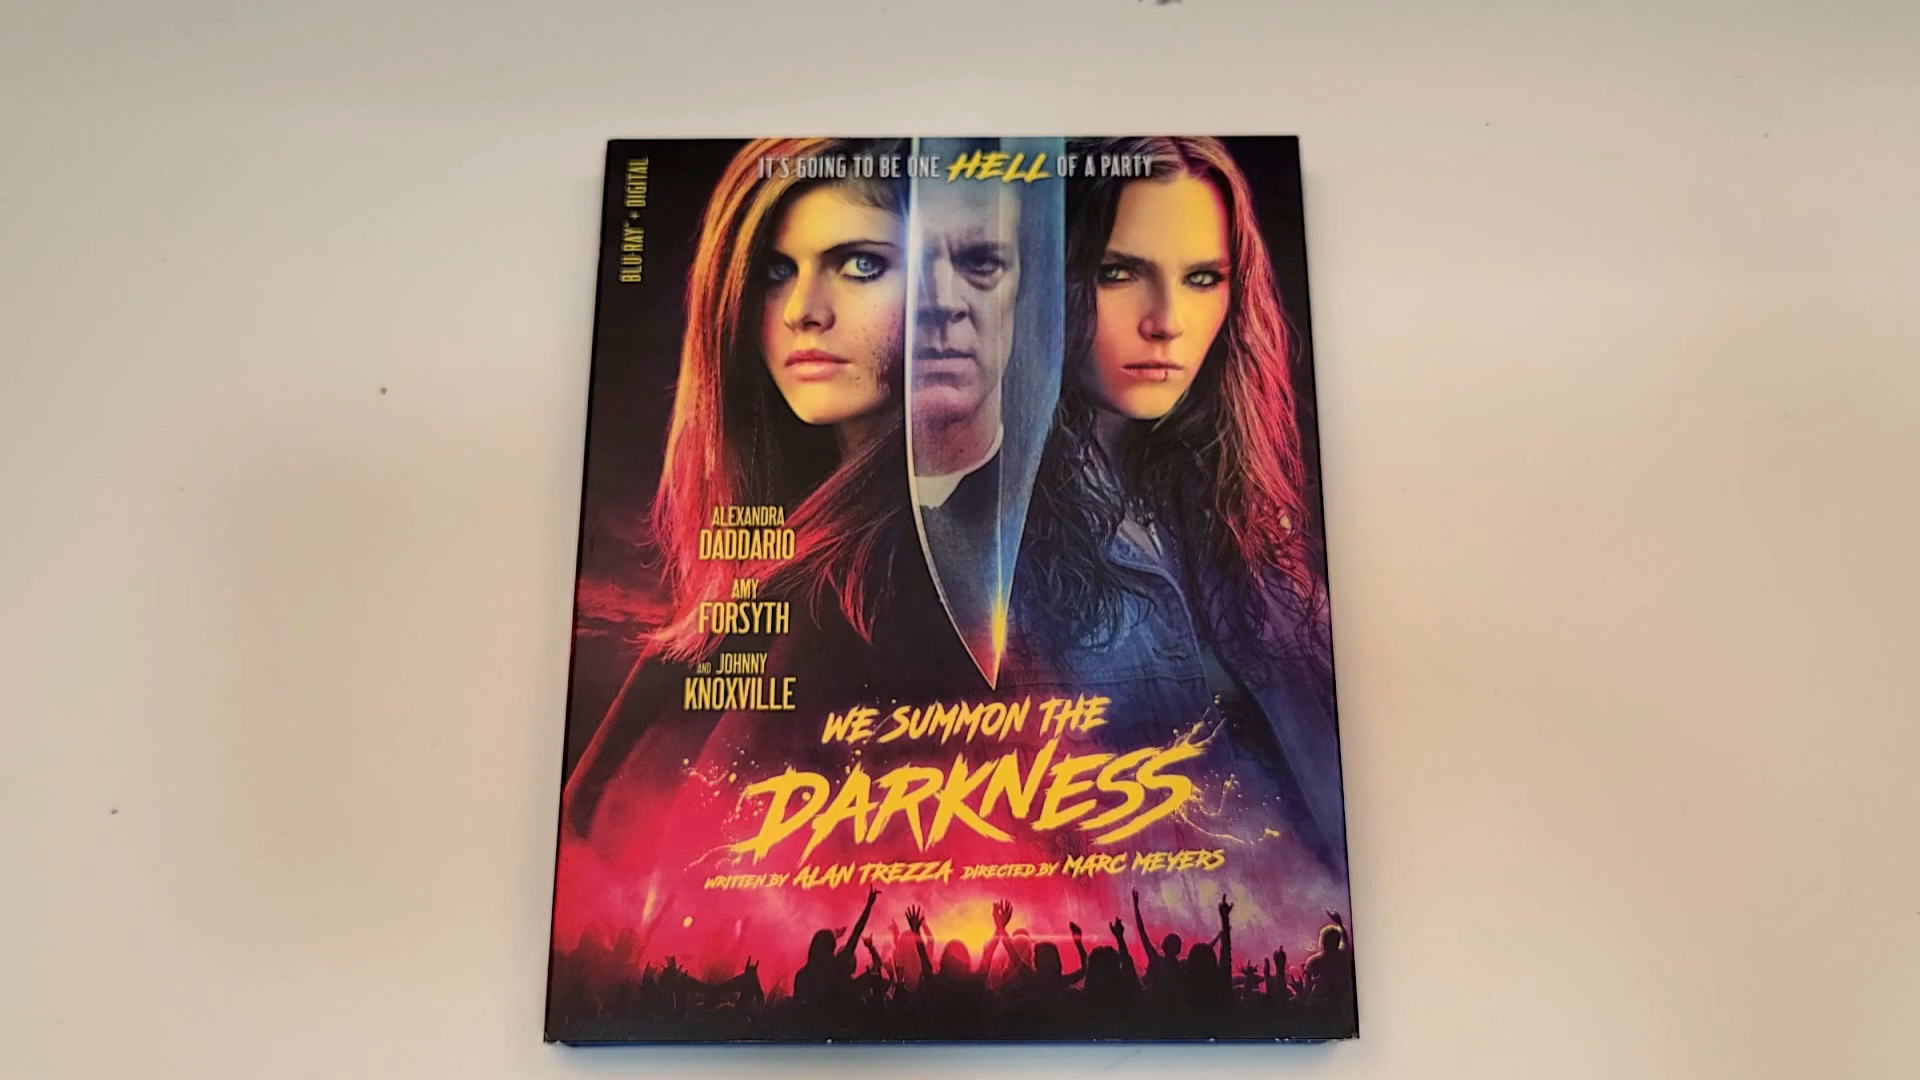 BLU-RAY™ + DIGITAL
IT'S GOING TO BE ONE HELL OF A PARTY
ALEXANDRA
DADDARIO
AMY
FORSYTH
AND JOHNNY
KNOXVILLE
WE SUMMON THE
DARKNESS
WRITTEN BY ALAN TREZZA DIRECTED BY MARC MEYERS